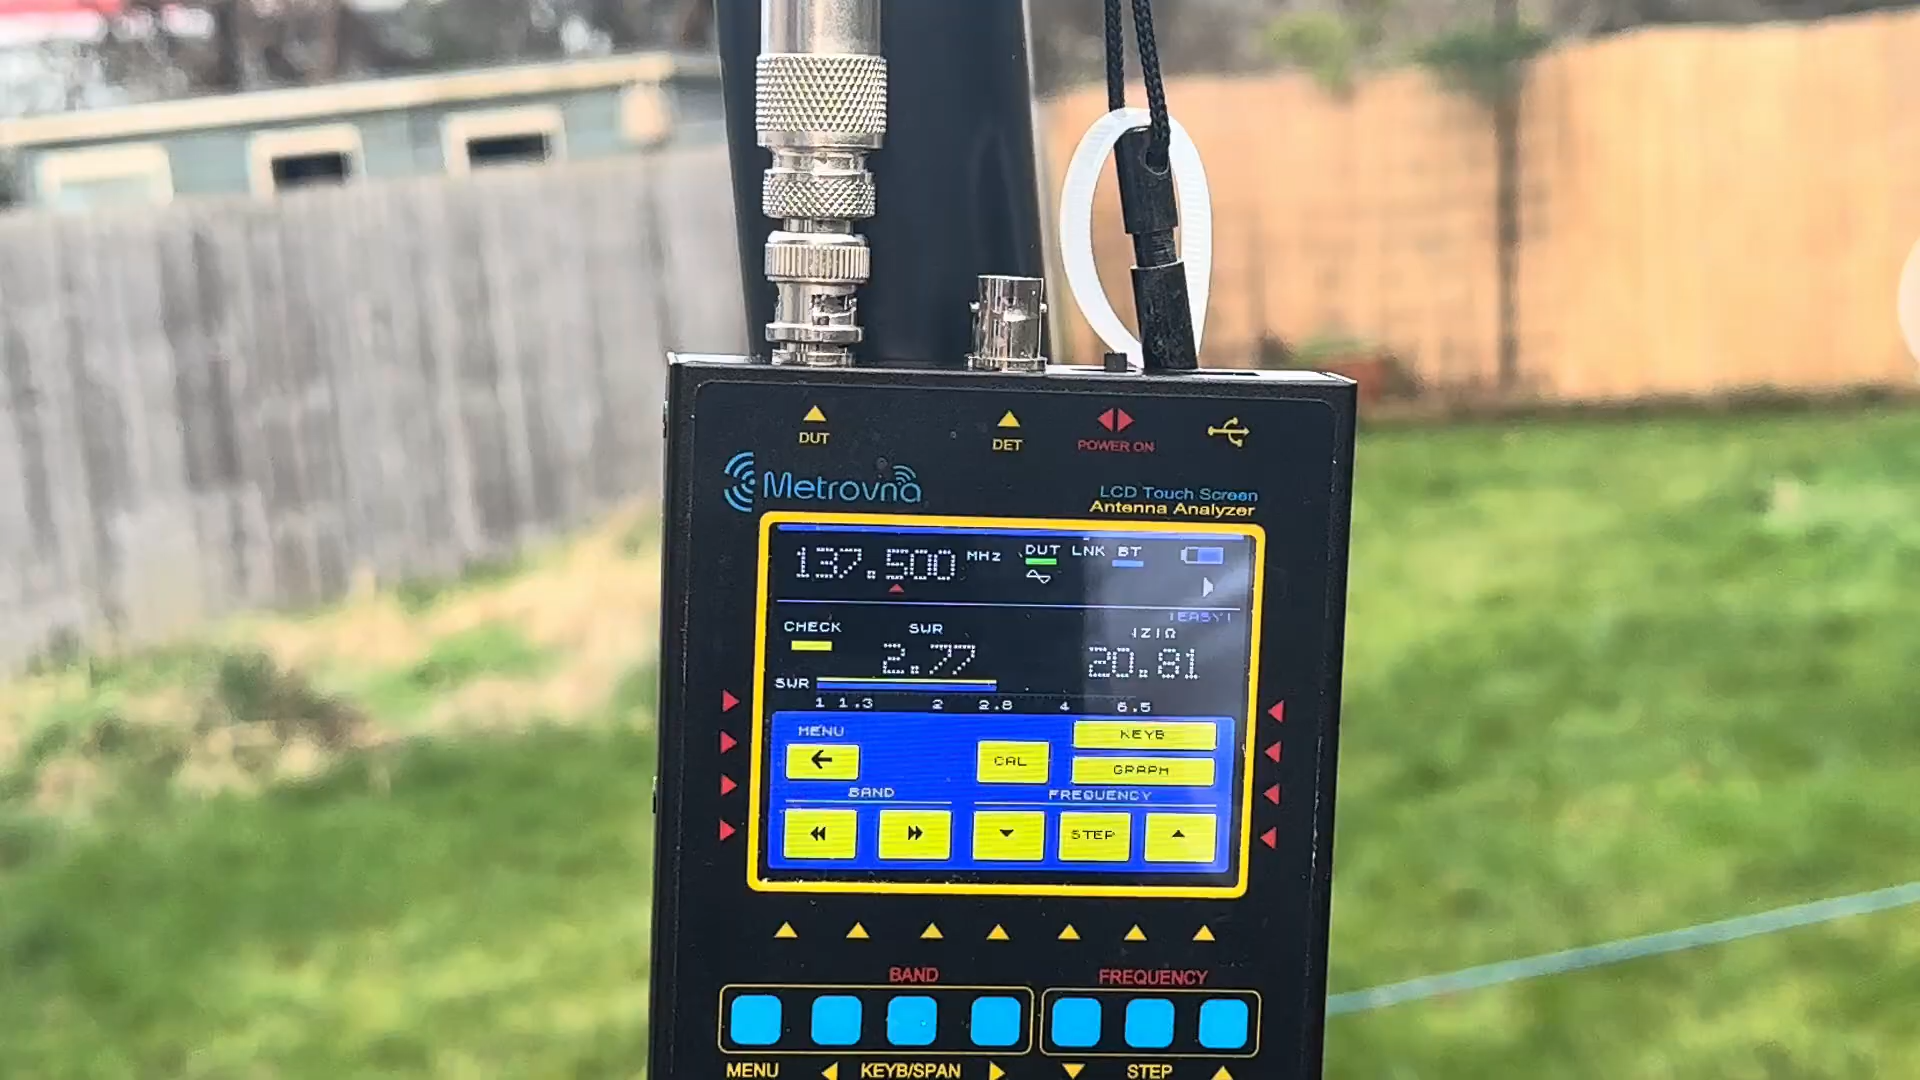 DUT
DET
POWER ON
Metrovna
LCD Touch Screen
Antenna Analyzer
137.500 MHz DUT LNK BT
[EASY]
CHECK SWR |Z|Ω
2.77 20.81
SWR
1 1.3 2 2.8 4 6.5
MENU
KEYB
CAL
GRAPH
BAND FREQUENCY
STEP
BAND FREQUENCY
MENU KEYB/SPAN STEP